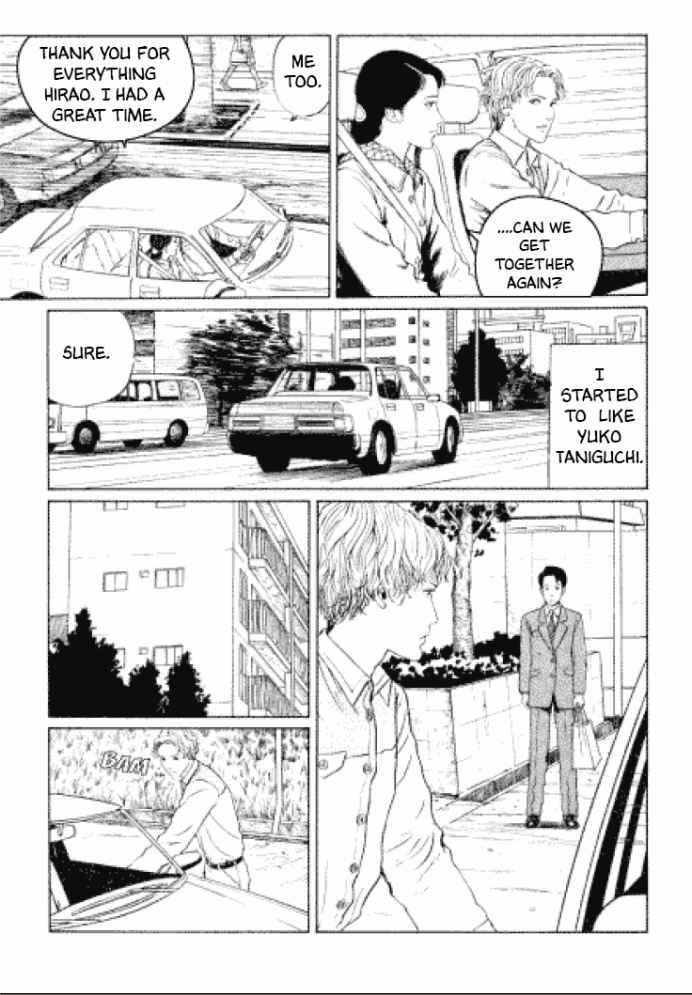 THANK YOU FOR
EVERYTHING
HIRAO. I HAD A
GREAT TIME.
ME
TOO.
....CAN WE
GET
TOGETHER
AGAIN?
SURE.
I
STARTED
TO LIKE
YUKO
TANIGUCHI.
BAM